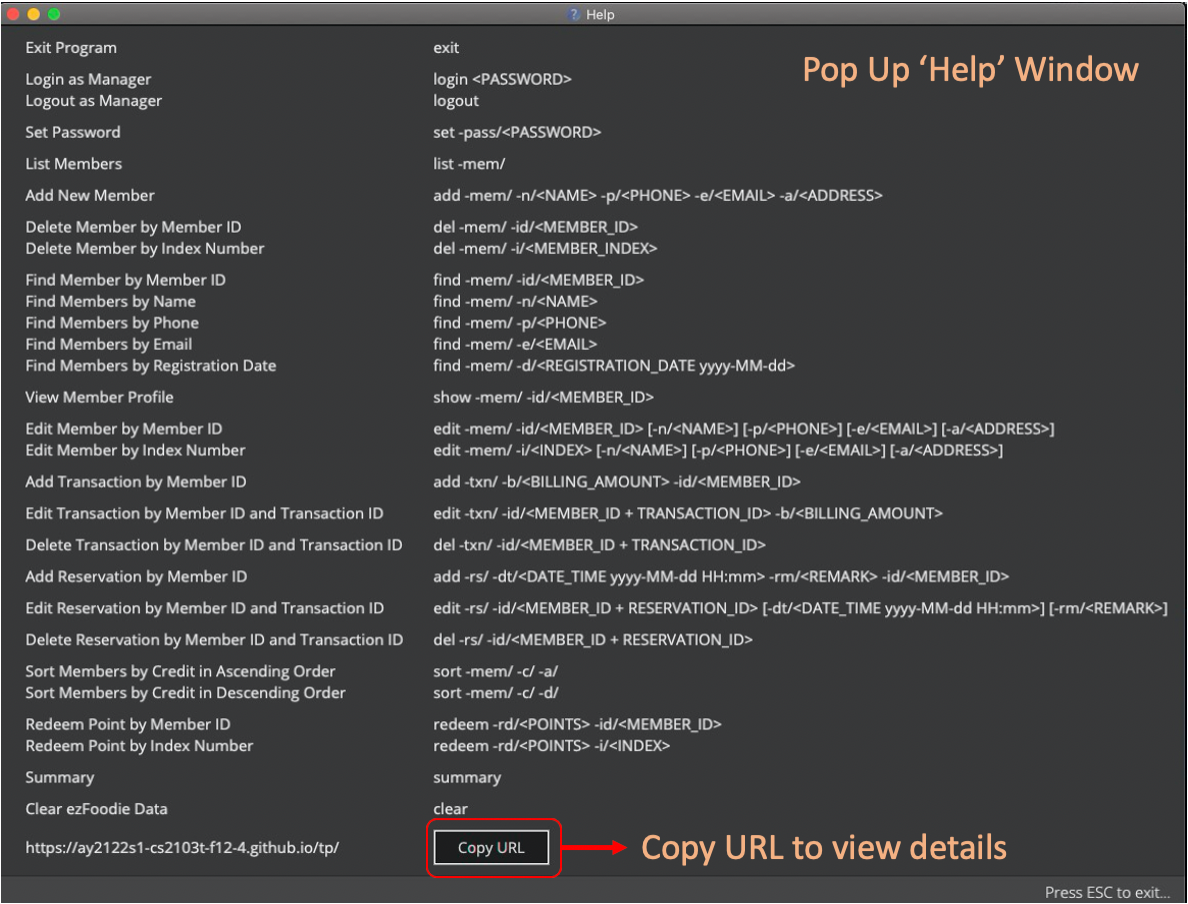 Help
Pop Up ‘Help’ Window
Exit Program exit
Login as Manager login <PASSWORD>
Logout as Manager logout
Set Password set -pass/<PASSWORD>
List Members list -mem/
Add New Member add -mem/ -n/<NAME> -p/<PHONE> -e/<EMAIL> -a/<ADDRESS>
Delete Member by Member ID del -mem/ -id/<MEMBER_ID>
Delete Member by Index Number del -mem/ -i/<MEMBER_INDEX>
Find Member by Member ID find -mem/ -id/<MEMBER_ID>
Find Members by Name find -mem/ -n/<NAME>
Find Members by Phone find -mem/ -p/<PHONE>
Find Members by Email find -mem/ -e/<EMAIL>
Find Members by Registration Date find -mem/ -d/<REGISTRATION_DATE yyyy-MM-dd>
View Member Profile show -mem/ -id/<MEMBER_ID>
Edit Member by Member ID edit -mem/ -id/<MEMBER_ID> [-n/<NAME>] [-p/<PHONE>] [-e/<EMAIL>] [-a/<ADDRESS>]
Edit Member by Index Number edit -mem/ -i/<INDEX> [-n/<NAME>] [-p/<PHONE>] [-e/<EMAIL>] [-a/<ADDRESS>]
Add Transaction by Member ID add -txn/ -b/<BILLING_AMOUNT> -id/<MEMBER_ID>
Edit Transaction by Member ID and Transaction ID edit -txn/ -id/<MEMBER_ID + TRANSACTION_ID> -b/<BILLING_AMOUNT>
Delete Transaction by Member ID and Transaction ID del -txn/ -id/<MEMBER_ID + TRANSACTION_ID>
Add Reservation by Member ID add -rs/ -dt/<DATE_TIME yyyy-MM-dd HH:mm> -rm/<REMARK> -id/<MEMBER_ID>
Edit Reservation by Member ID and Transaction ID edit -rs/ -id/<MEMBER_ID + RESERVATION_ID> [-dt/<DATE_TIME yyyy-MM-dd HH:mm>] [-rm/<REMARK>]
Delete Reservation by Member ID and Transaction ID del -rs/ -id/<MEMBER_ID + RESERVATION_ID>
Sort Members by Credit in Ascending Order sort -mem/ -c/ -a/
Sort Members by Credit in Descending Order sort -mem/ -c/ -d/
Redeem Point by Member ID redeem -rd/<POINTS> -id/<MEMBER_ID>
Redeem Point by Index Number redeem -rd/<POINTS> -i/<INDEX>
Summary summary
Clear ezFoodie Data clear
https://ay2122s1-cs2103t-f12-4.github.io/tp/ Copy URL Copy URL to view details
Press ESC to exit...